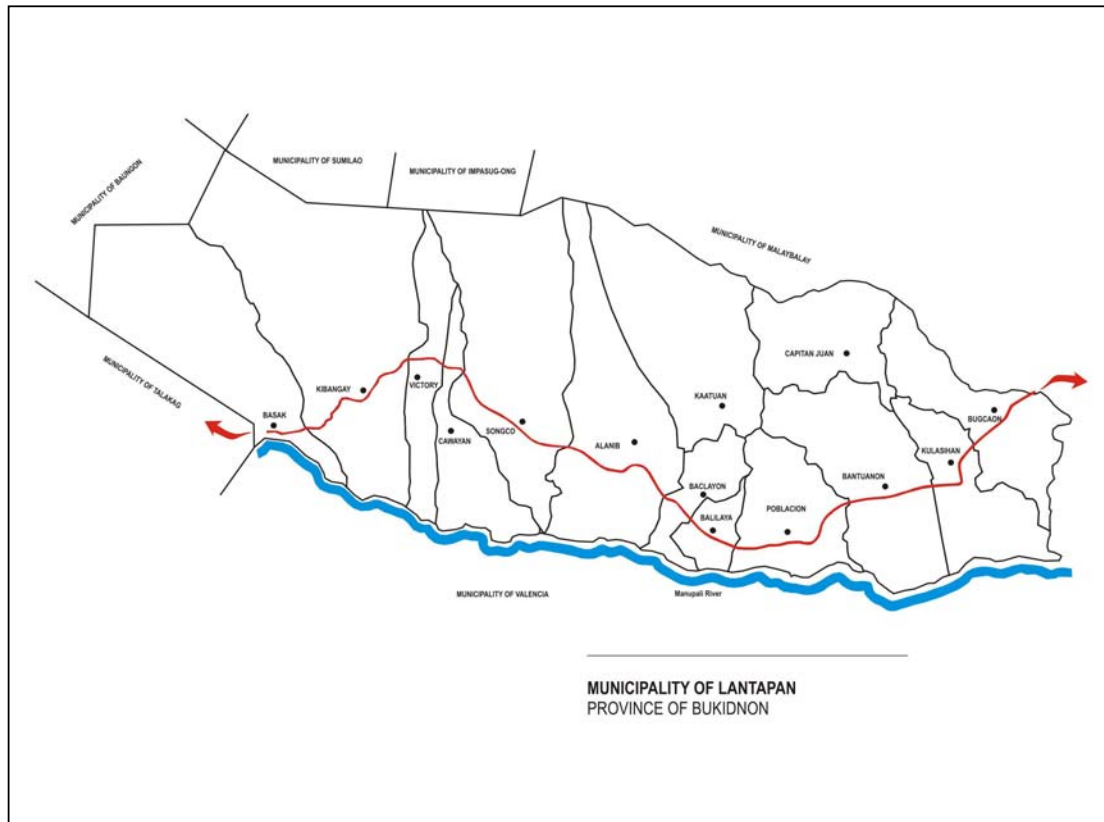 MUNICIPALITY OF BAUNGON
MUNICIPALITY OF SUMILAO
MUNICIPALITY OF IMPASUG-ONG
MUNICIPALITY OF MALAYBALAY
MUNICIPALITY OF TALAKAG
CAPITAN JUAN
KIBANGAY
VICTORY
KAATUAN
BASAK
BUGCAON
SONGCO
CAWAYAN
ALANIB
KULASIHAN
BACLAYON
BANTUANON
BALILAYA
POBLACION
MUNICIPALITY OF VALENCIA
Manupali River
MUNICIPALITY OF LANTAPAN
PROVINCE OF BUKIDNON